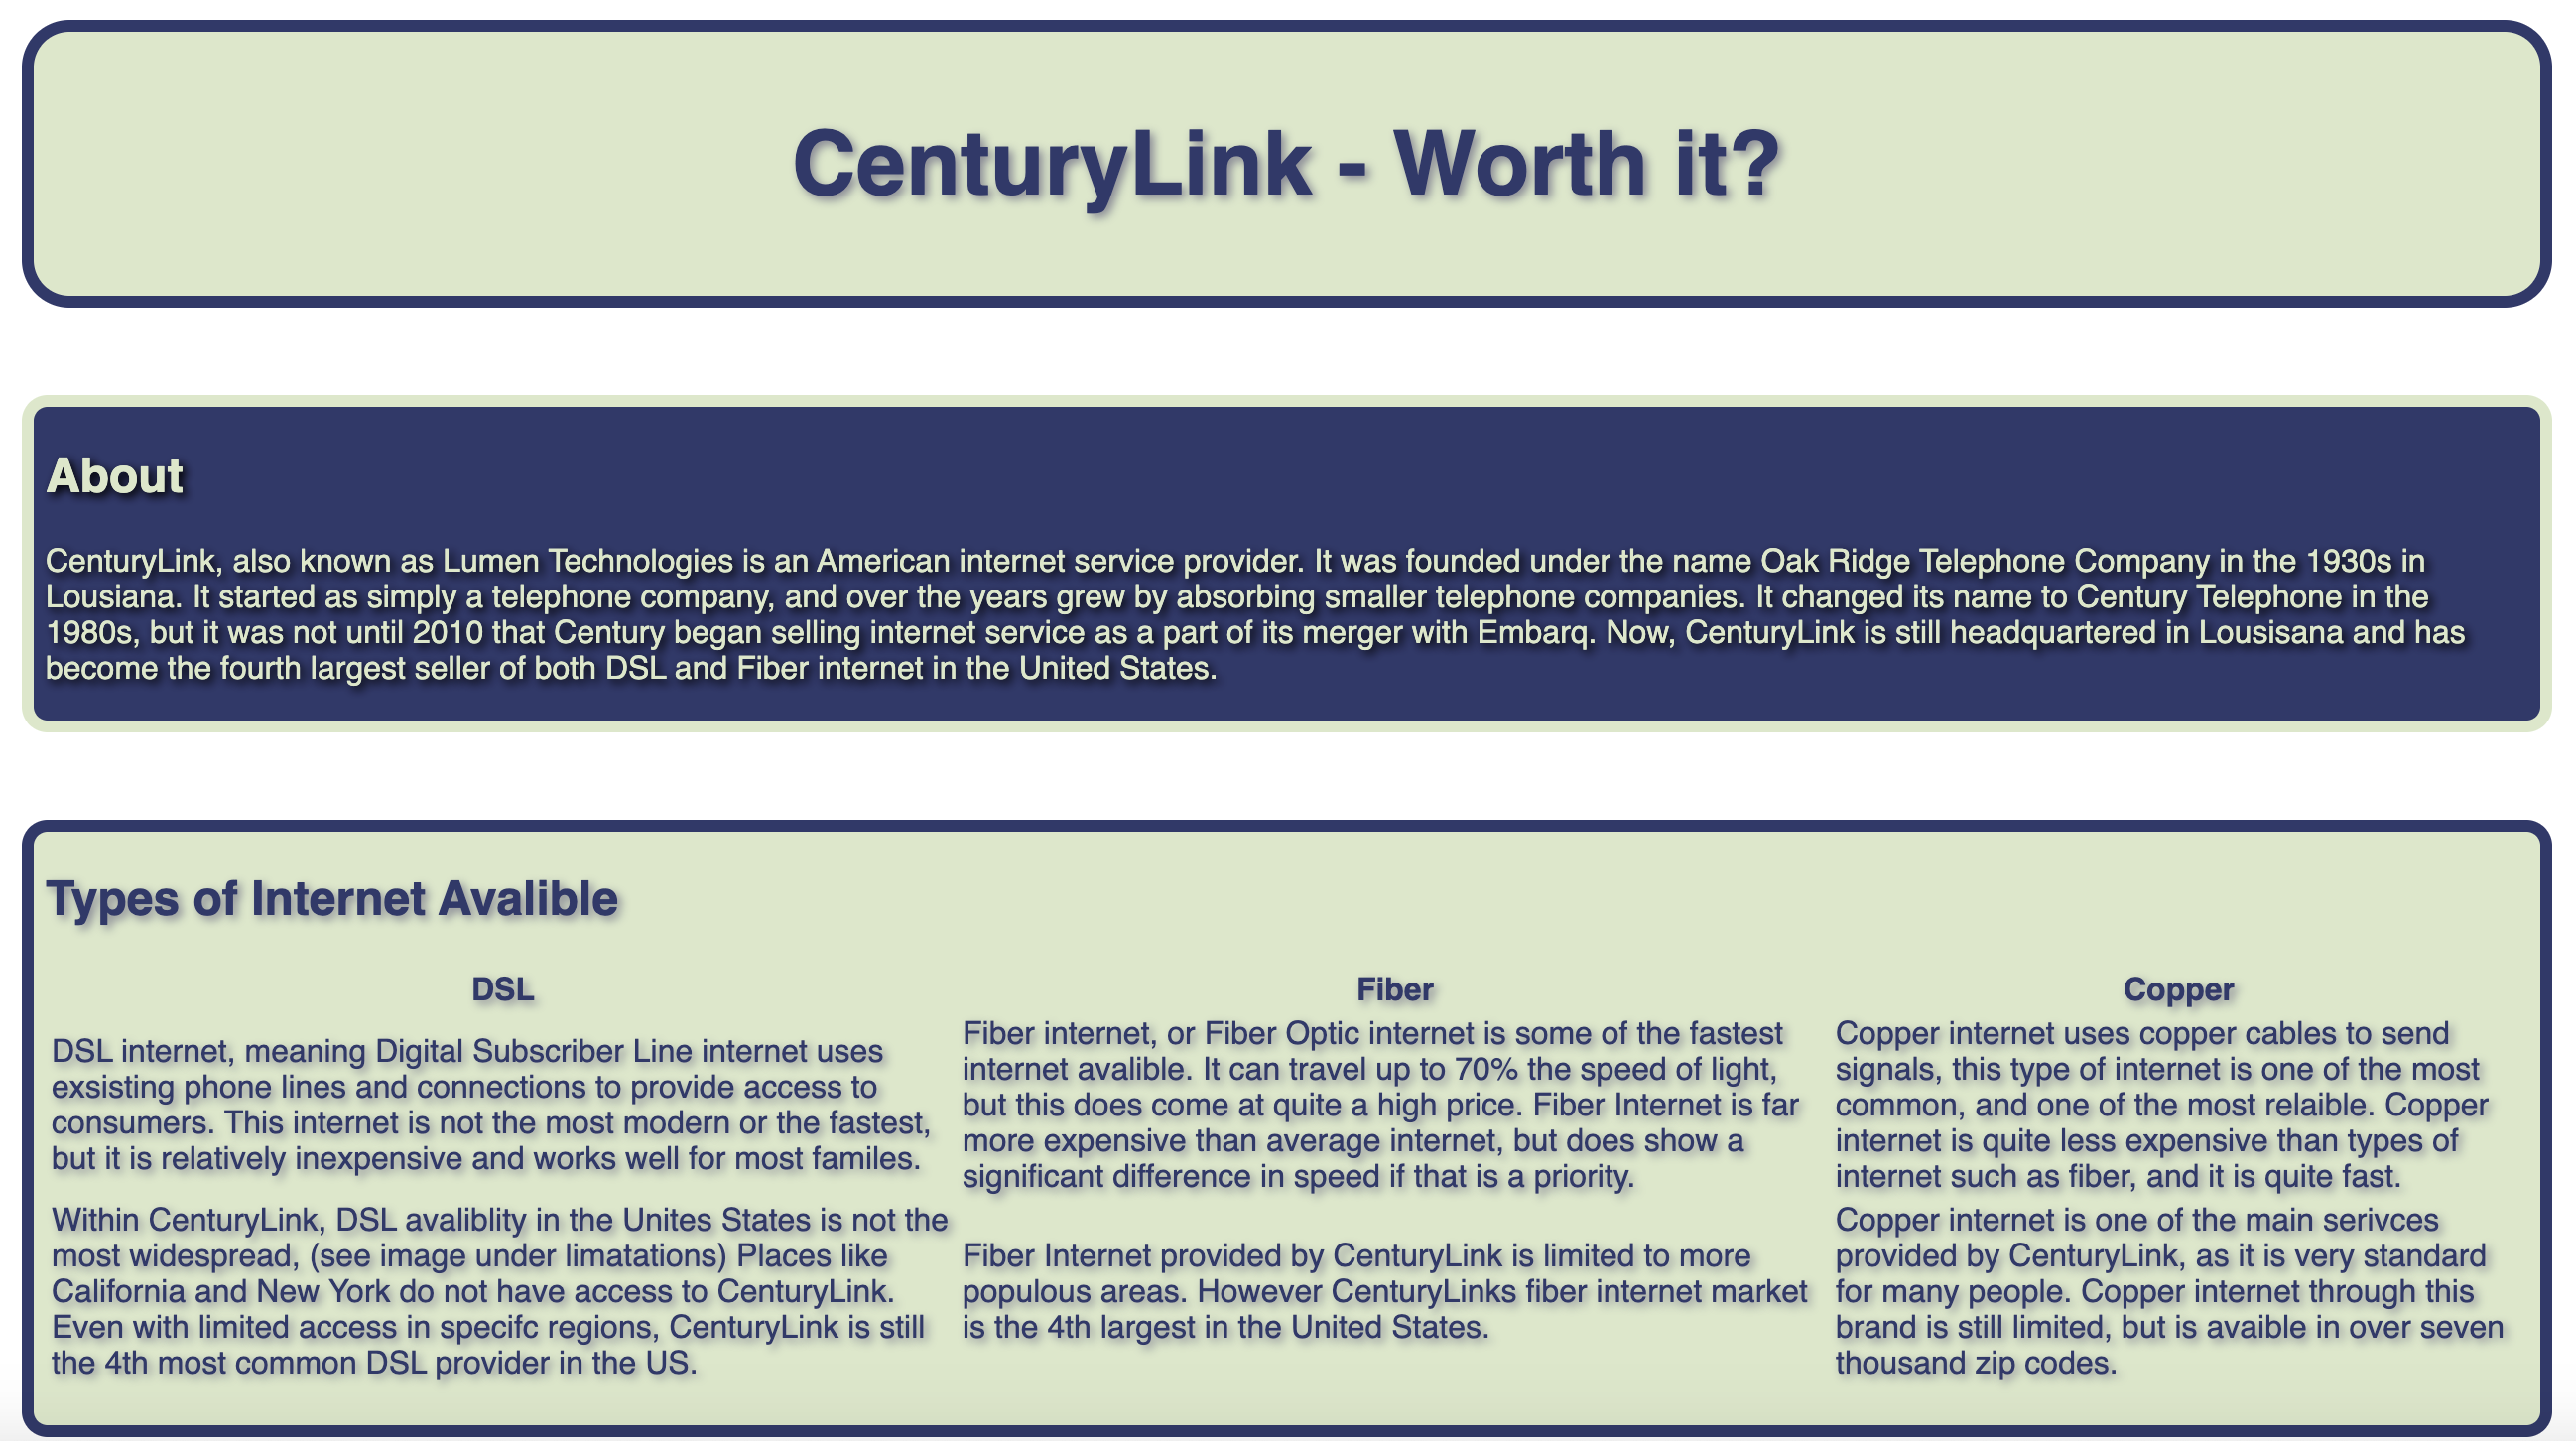 CenturyLink - Worth it?
About
CenturyLink, also known as Lumen Technologies is an American internet service provider. It was founded under the name Oak Ridge Telephone Company in the 1930s in
Lousiana. It started as simply a telephone company, and over the years grew by absorbing smaller telephone companies. It changed its name to Century Telephone in the
1980s, but it was not until 2010 that Century began selling internet service as a part of its merger with Embarq. Now, CenturyLink is still headquartered in Lousisana and has
become the fourth largest seller of both DSL and Fiber internet in the United States.
Types of Internet Avalible
DSL
DSL internet, meaning Digital Subscriber Line internet uses
exsisting phone lines and connections to provide access to
consumers. This internet is not the most modern or the fastest,
but it is relatively inexpensive and works well for most familes.
Within CenturyLink, DSL avaliblity in the Unites States is not the
most widespread, (see image under limatations) Places like
California and New York do not have access to CenturyLink.
Even with limited access in specifc regions, CenturyLink is still
the 4th most common DSL provider in the US.
Fiber
Fiber internet, or Fiber Optic internet is some of the fastest
internet avalible. It can travel up to 70% the speed of light,
but this does come at quite a high price. Fiber Internet is far
more expensive than average internet, but does show a
significant difference in speed if that is a priority.
Fiber Internet provided by CenturyLink is limited to more
populous areas. However CenturyLinks fiber internet market
is the 4th largest in the United States.
Copper
Copper internet uses copper cables to send
signals, this type of internet is one of the most
common, and one of the most relaible. Copper
internet is quite less expensive than types of
internet such as fiber, and it is quite fast.
Copper internet is one of the main serivces
provided by CenturyLink, as it is very standard
for many people. Copper internet through this
brand is still limited, but is avaible in over seven
thousand zip codes.